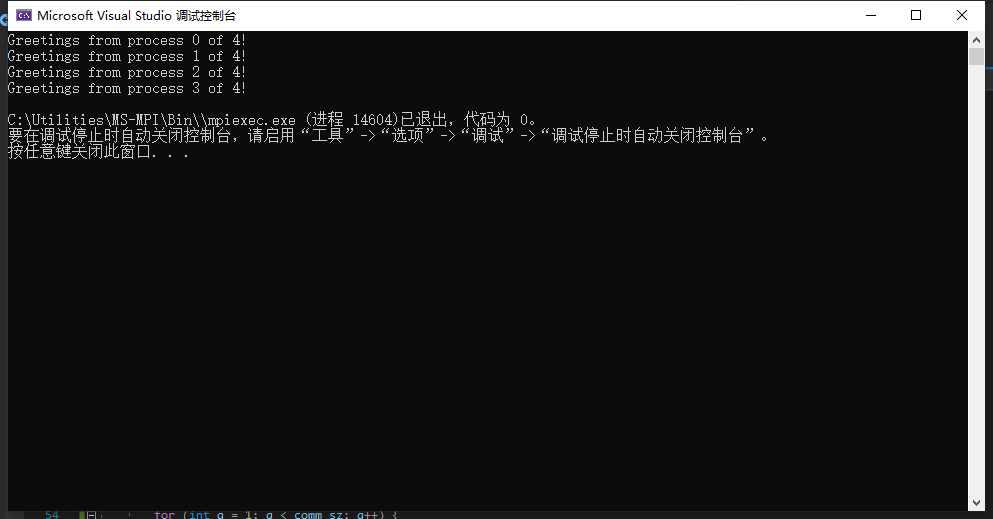 Microsoft Visual Studio 调试控制台
Greetings from process 0 of 4!
Greetings from process 1 of 4!
Greetings from process 2 of 4!
Greetings from process 3 of 4!
C:\Utilities\MS-MPI\Bin\\mpiexec.exe (进程 14604)已退出，代码为 0。
要在调试停止时自动关闭控制台，请启用“工具”->“选项”->“调试”->“调试停止时自动关闭控制台”。
按任意键关闭此窗口. . .
54 for (int q = 1; q < comm_sz; q++) {